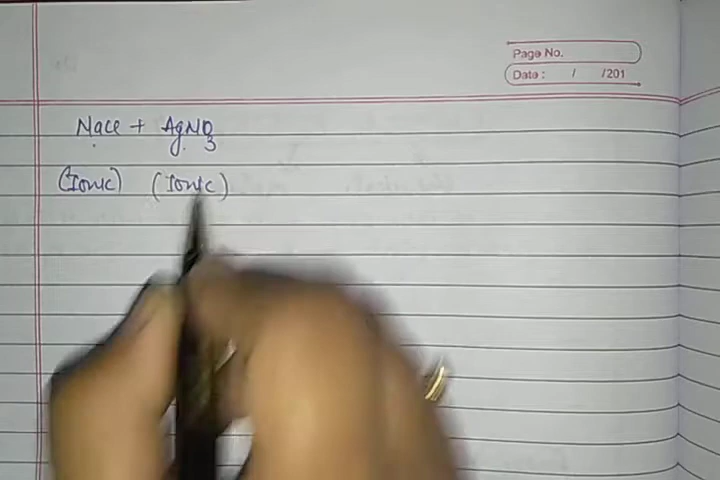 Page No.
Date : / /201
NaCl + AgNO3
(Ionic) (Ionic)